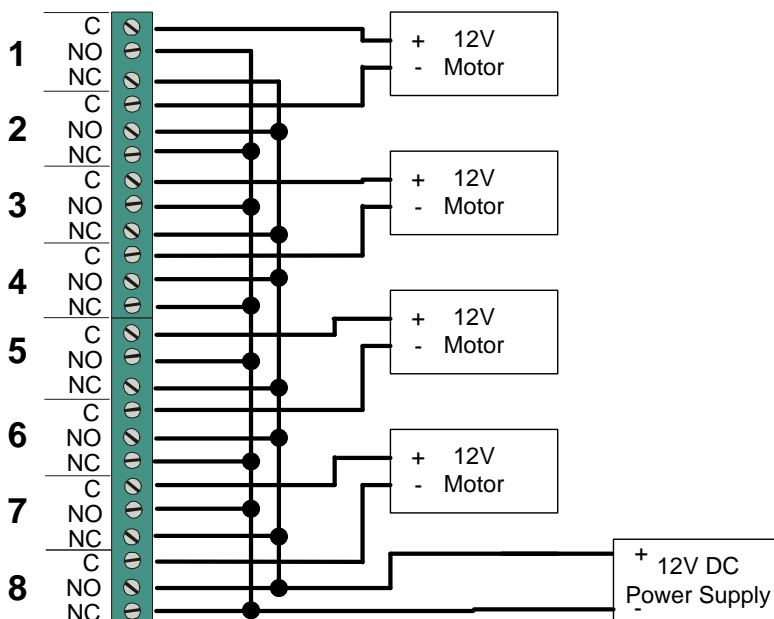 1
C
NO
NC
2
C
NO
NC
3
C
NO
NC
4
C
NO
NC
5
C
NO
NC
6
C
NO
NC
7
C
NO
NC
8
C
NO
NC
+ 12V
- Motor
+ 12V
- Motor
+ 12V
- Motor
+ 12V
- Motor
+ 12V DC
Power Supply
-